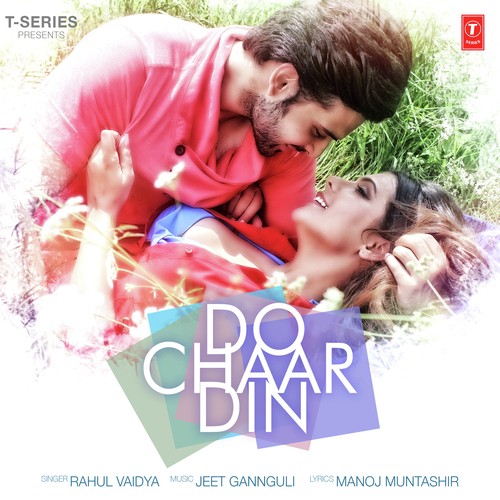 T-SERIES
PRESENTS
T
SERIES
DO
CHAAR
DIN
SINGER RAHUL VAIDYA MUSIC JEET GANNGULI LYRICS MANOJ MUNTASHIR